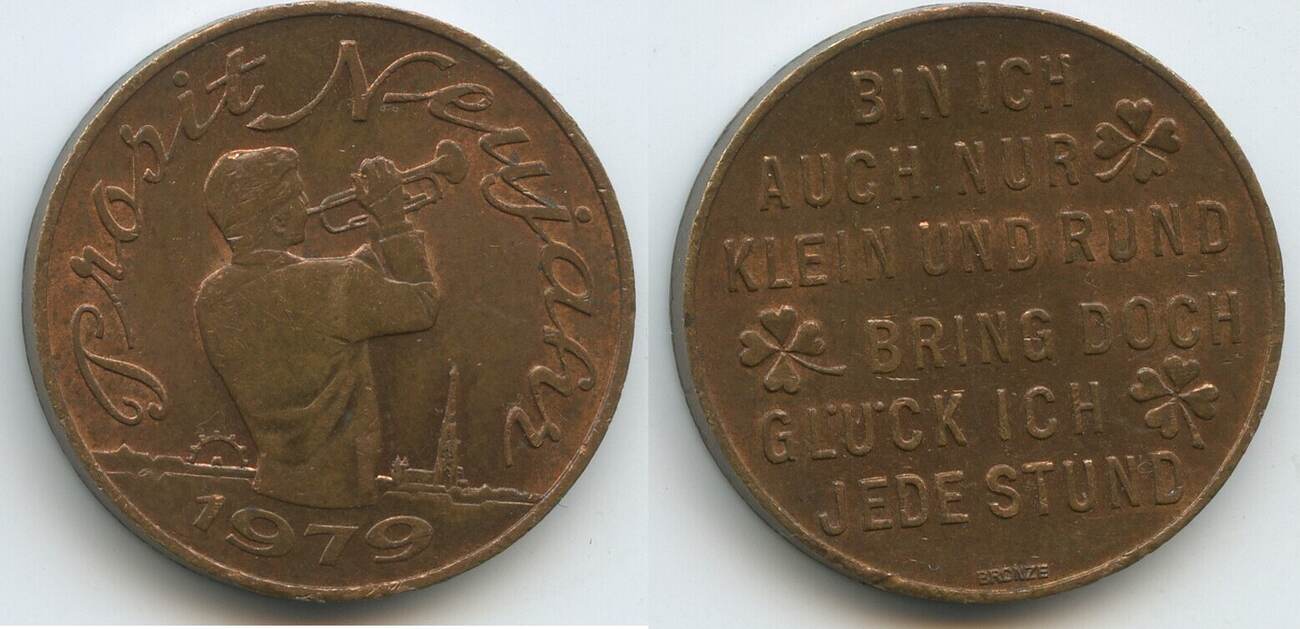 Prosit Neujahr
1979
BIN ICH
AUCH NUR
KLEIN UND RUND
BRING DOCH
GLÜCK ICH
JEDE STUND
BRONZE